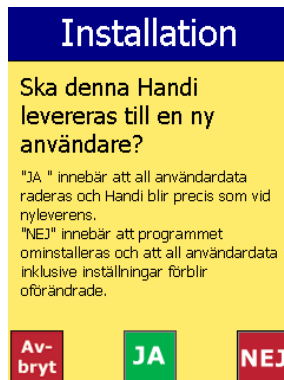 Installation
Ska denna Handi
levereras till en ny
användare?
"JA " innebär att all användardata
raderas och Handi blir precis som vid
nyleverens.
"NEJ" innebär att programmet
ominstalleras och att all användardata
inklusive inställningar förblir
oförändrade.
Av-
bryt
JA
NEJ